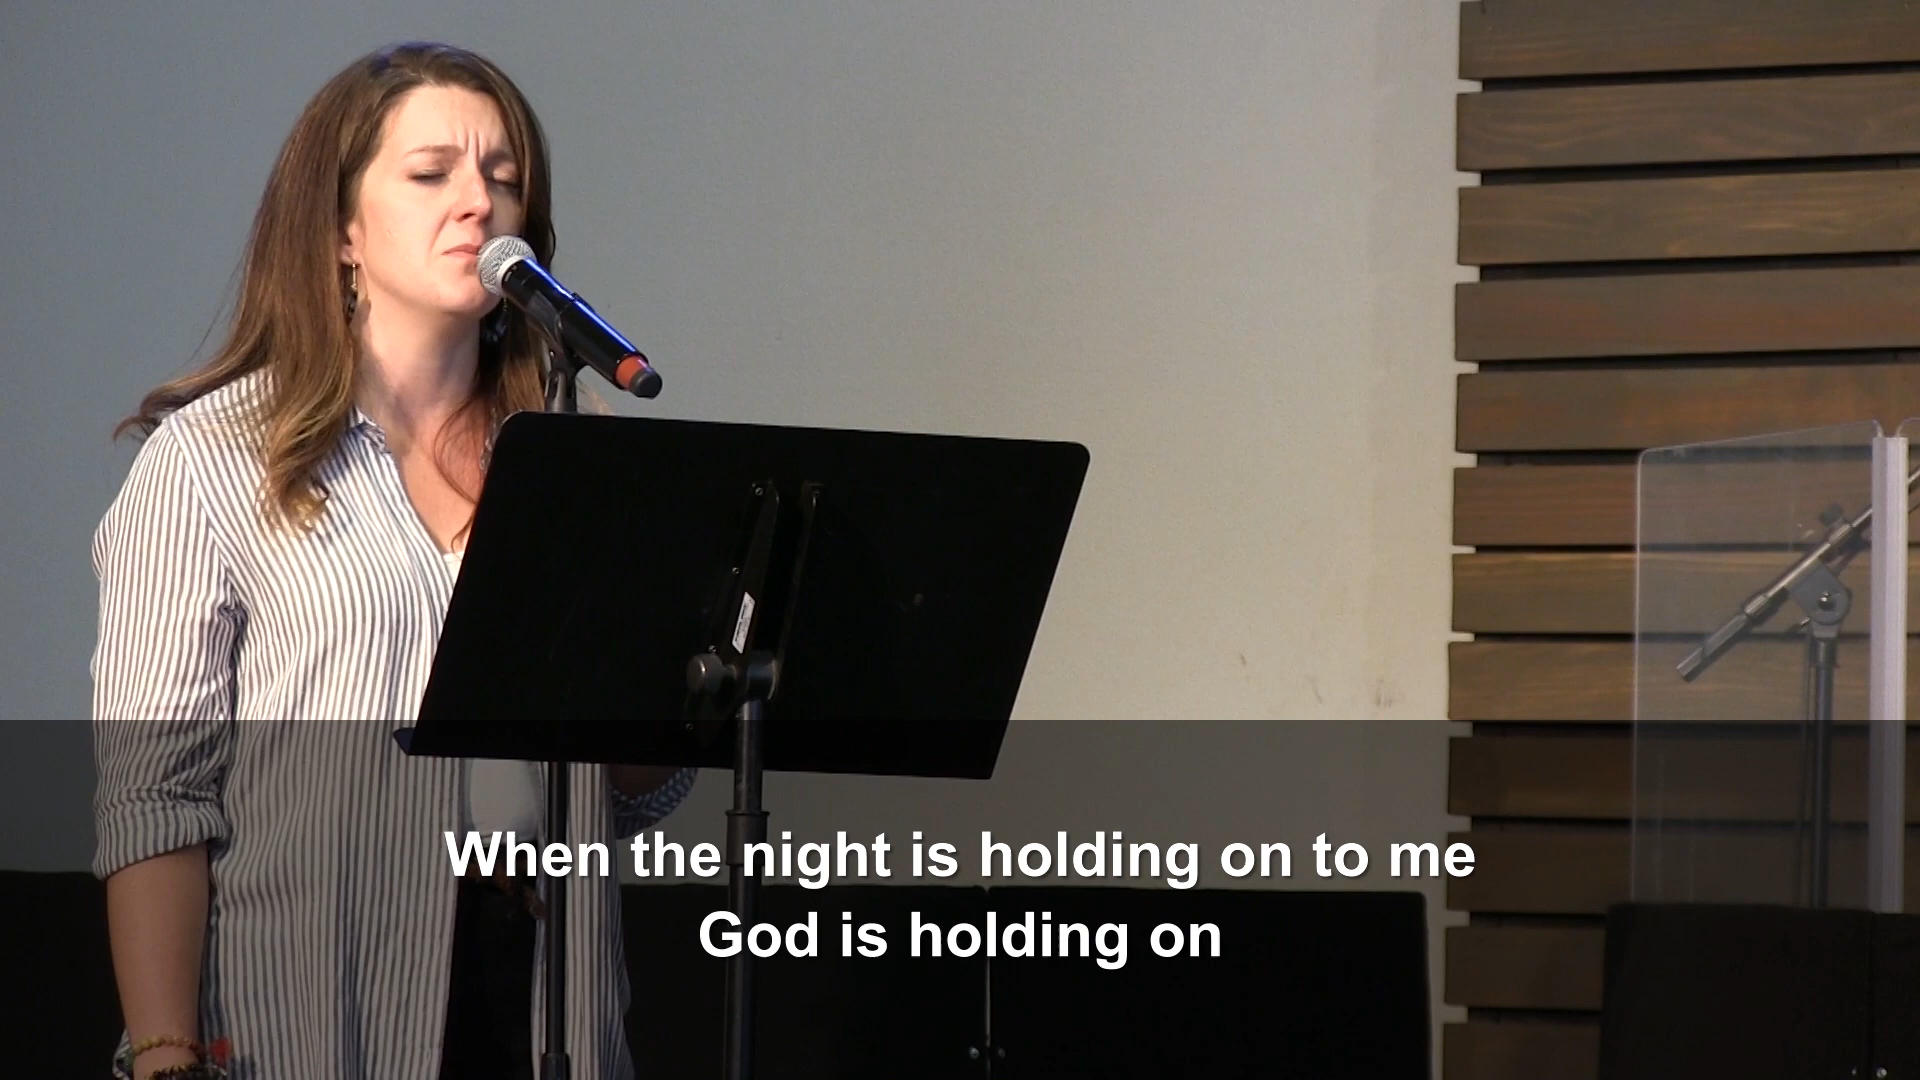 When the night is holding on to me
God is holding on